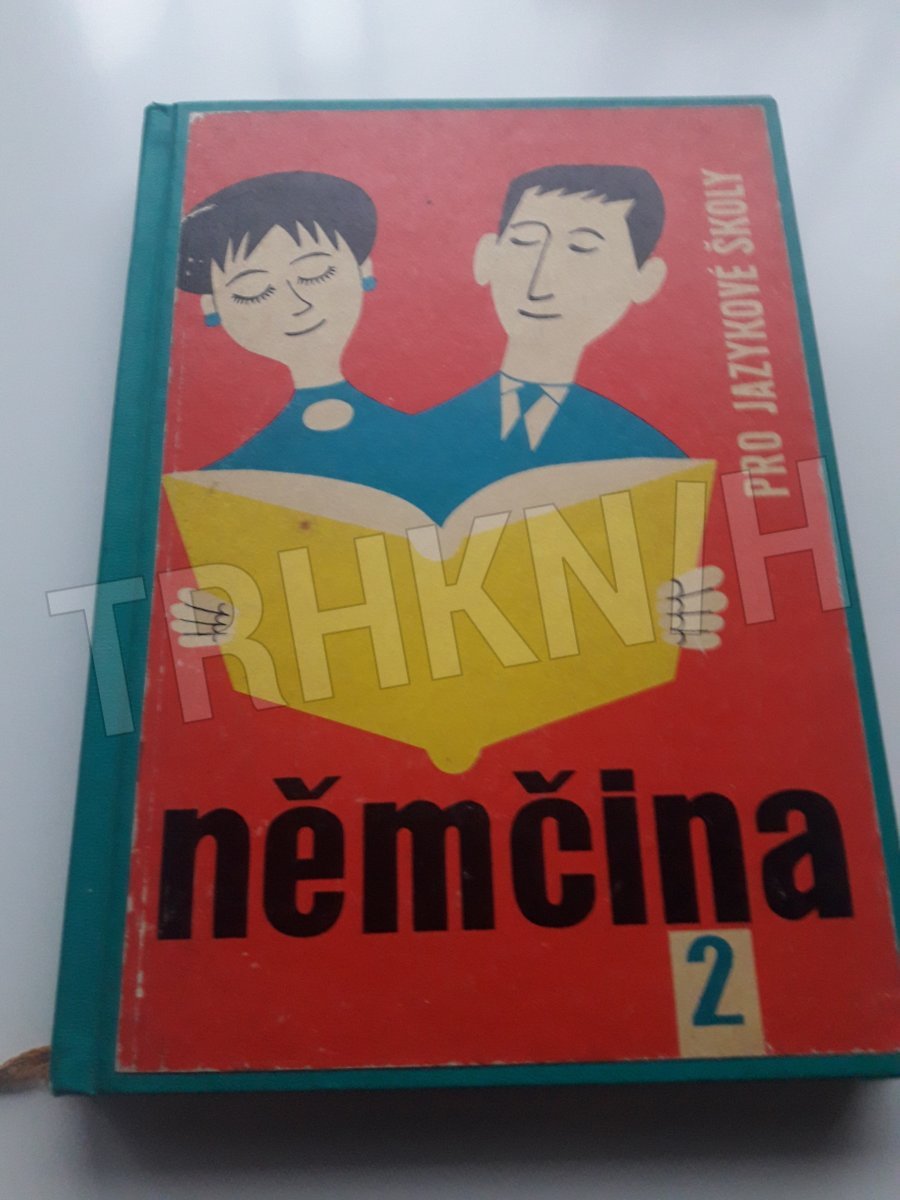 PRO JAZYKOVÉ ŠKOLY
TRHKNIH
němčina
2